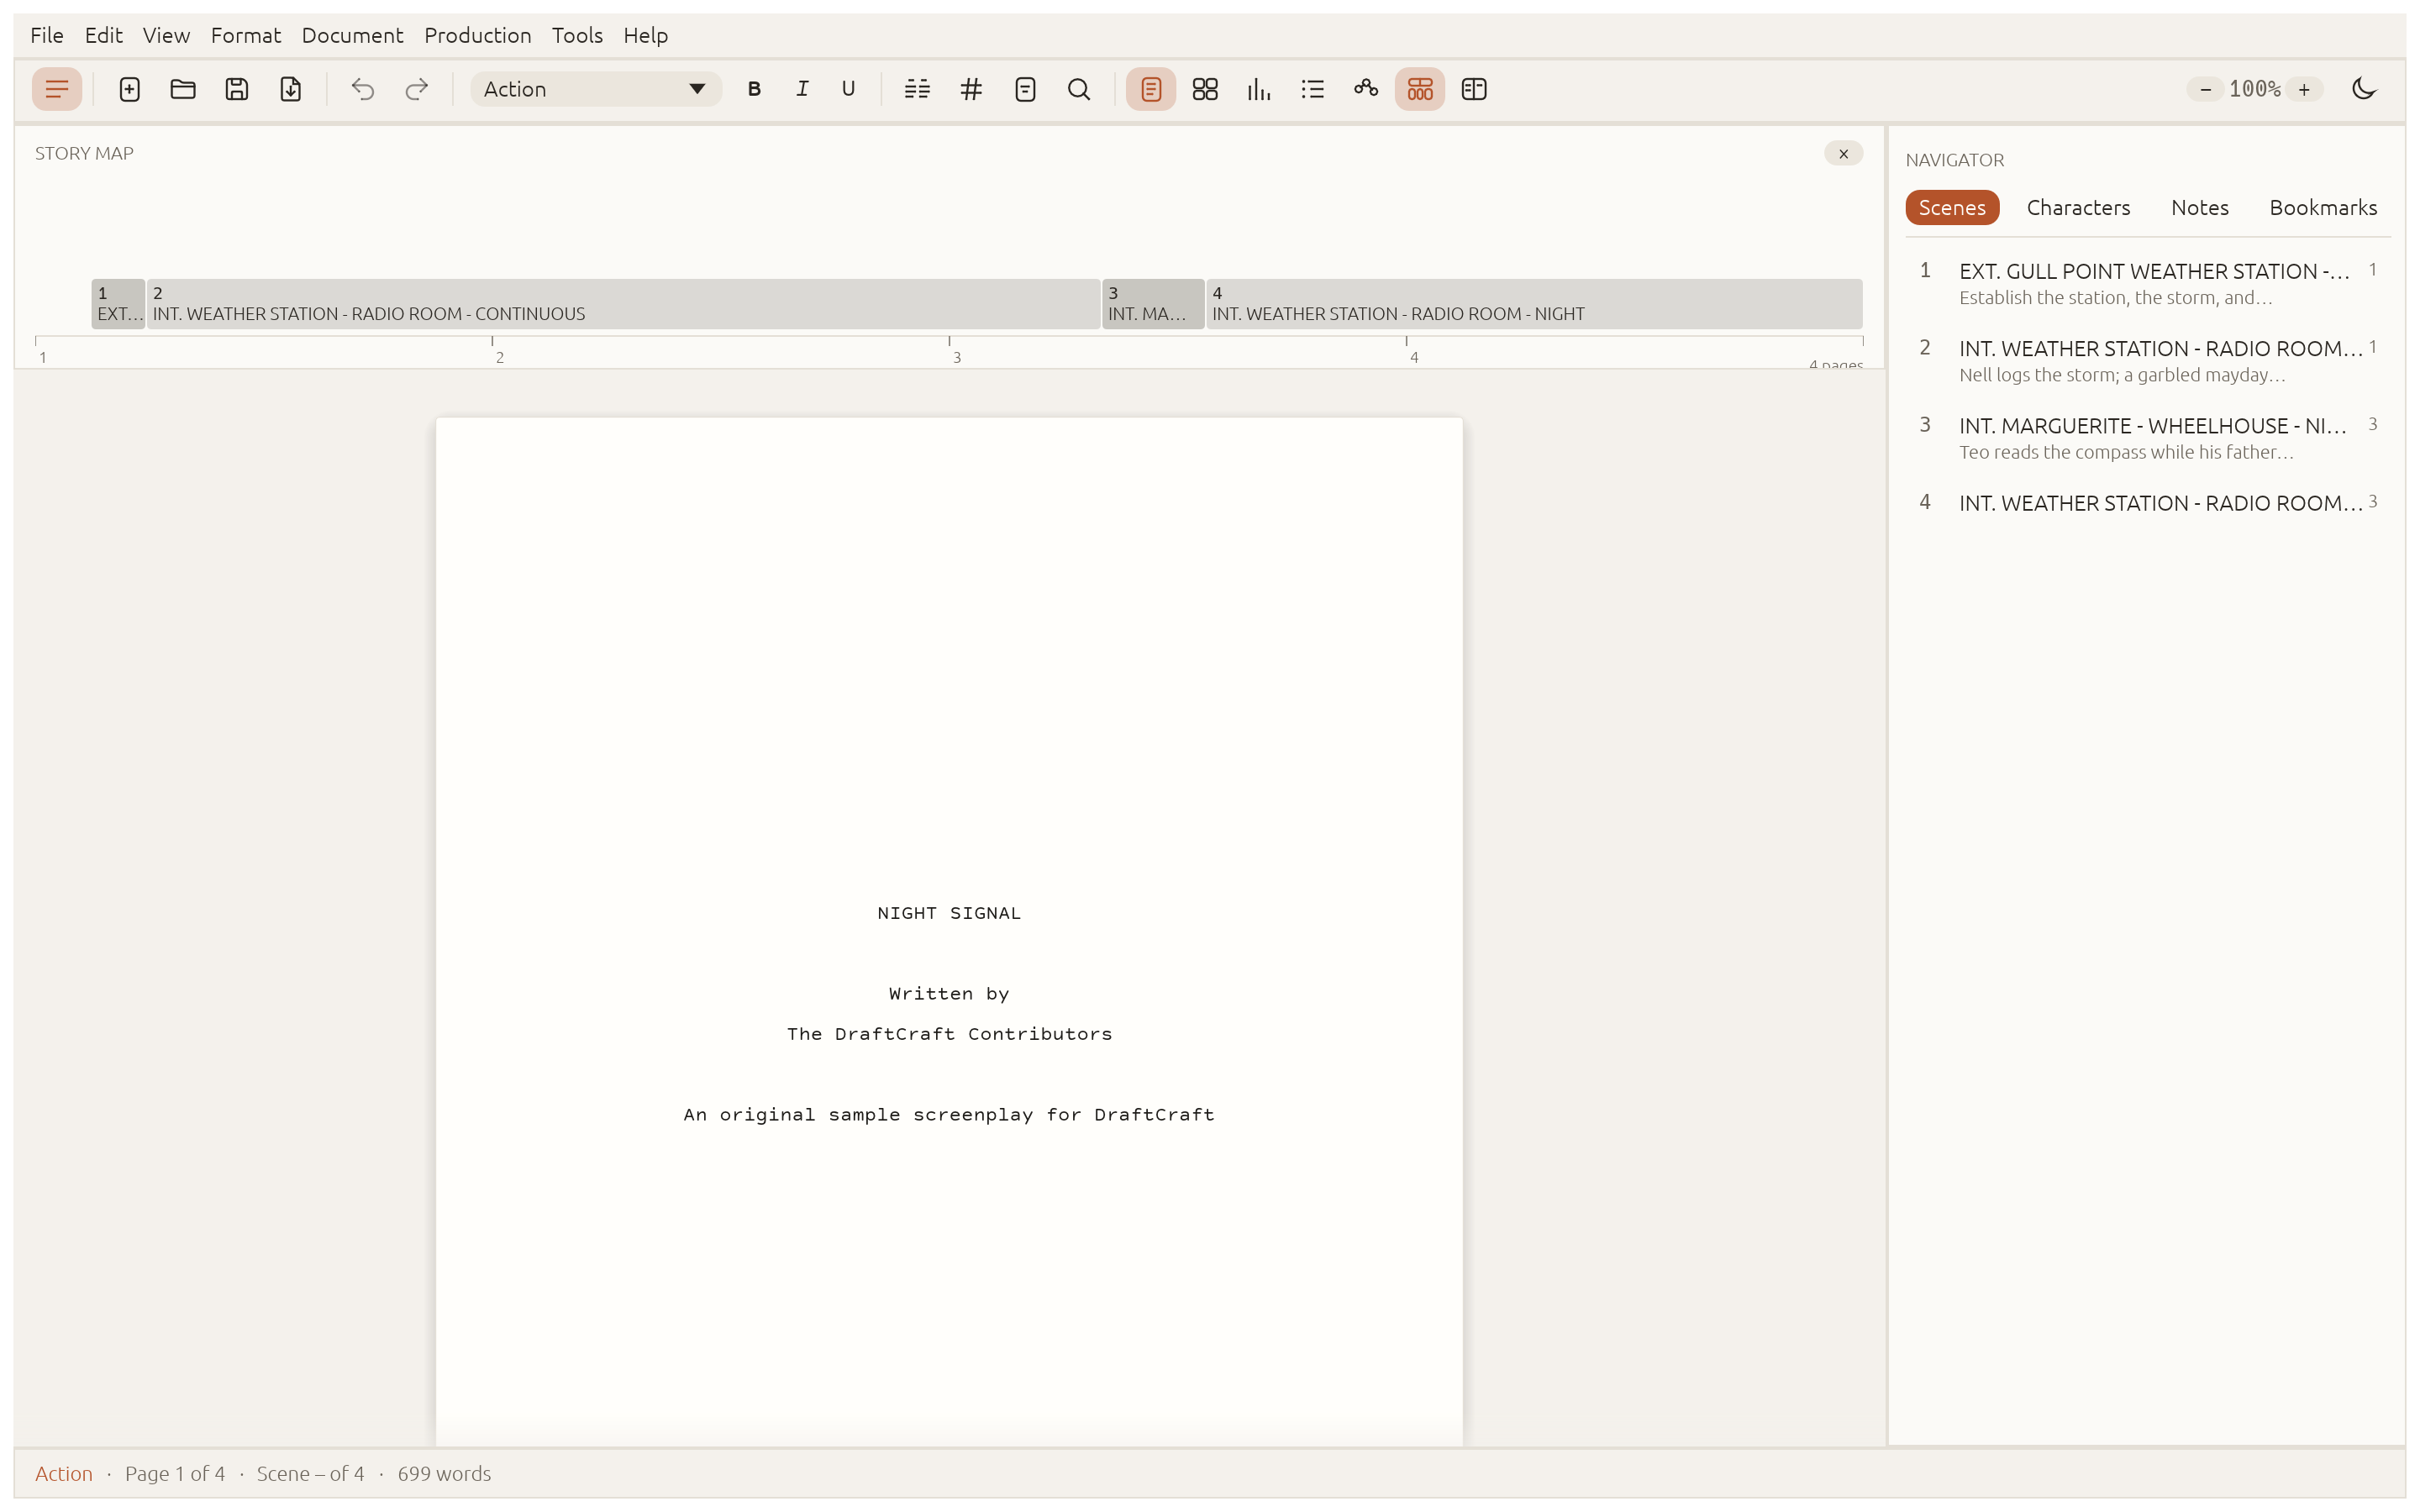 File Edit View Format Document Production Tools Help
Action B I U 100%
STORY MAP x
1 2 3 4
EXT... INT. WEATHER STATION - RADIO ROOM - CONTINUOUS INT. MA... INT. WEATHER STATION - RADIO ROOM - NIGHT
1 2 3 4 4 pages
NIGHT SIGNAL
Written by
The DraftCraft Contributors
An original sample screenplay for DraftCraft
NAVIGATOR
Scenes Characters Notes Bookmarks
1 EXT. GULL POINT WEATHER STATION -... 1
Establish the station, the storm, and...
2 INT. WEATHER STATION - RADIO ROOM... 1
Nell logs the storm; a garbled mayday...
3 INT. MARGUERITE - WHEELHOUSE - NI... 3
Teo reads the compass while his father...
4 INT. WEATHER STATION - RADIO ROOM... 3
Action · Page 1 of 4 · Scene – of 4 · 699 words